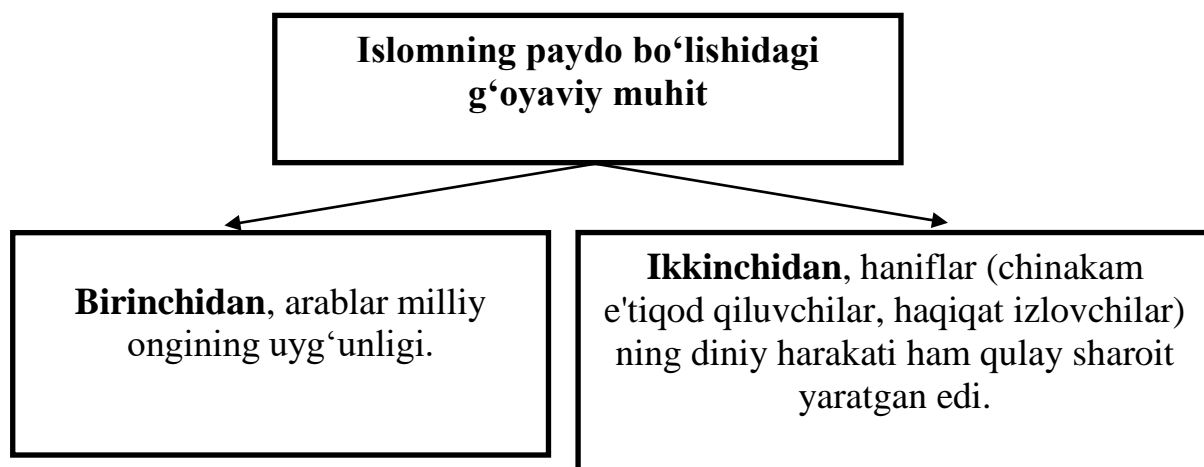 Islomning paydo bo‘lishidagi
g‘oyaviy muhit
Birinchidan, arablar milliy
ongining uyg‘unligi.
Ikkinchidan, haniflar (chinakam
e'tiqod qiluvchilar, haqiqat izlovchilar)
ning diniy harakati ham qulay sharoit
yaratgan edi.